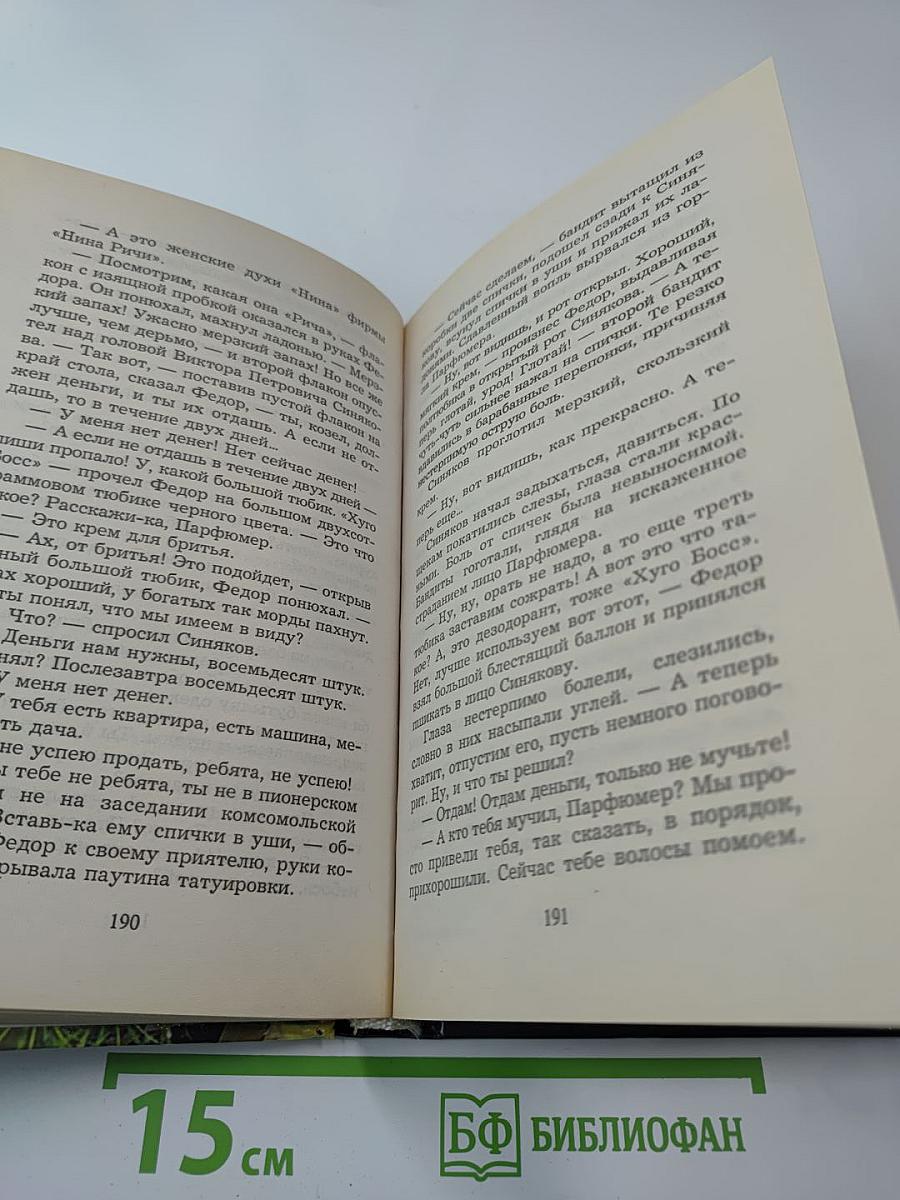 — А это женские духи «Нина» фирмы
«Нина Ричи».
— Посмотрим, какая она «Рича», — фла-
кон с изящной пробкой оказался в руках Фе-
дора. Он понюхал, махнул ладонью. — Мерз-
кий запах! Ужасно мерзкий запах! Но все же
лучше, чем дерьмо, — и второй флакон опус-
тел над головой Виктора Петровича Синяко-
ва. — Так вот, — поставив пустой флакон на
край стола, сказал Федор, — ты, козел, дол-
жен деньги, и ты их отдашь. А если не от-
дашь, то в течение двух дней...
— У меня нет денег! Нет сейчас денег!
— А если не отдашь в течение двух дней —
пиши пропало! У, какой большой тюбик. «Хуго
Босс» — прочел Федор на большом двухсот-
граммовом тюбике черного цвета. — Это что
кое? Расскажи-ка, Парфюмер.
— Это крем для бритья.
— Ах, от бритья! Это подойдет, — открыв
ный большой тюбик, Федор понюхал. —
ах хороший, у богатых так морды пахнут.
ты понял, что мы имеем в виду?
Что? — спросил Синяков.
Деньги нам нужны, восемьдесят штук.
нял? Послезавтра восемьдесят штук.
У меня нет денег.
У тебя есть квартира, есть машина, ме-
ть дача.
не успею продать, ребята, не успею!
ы тебе не ребята, ты не в пионерском
и не на заседании комсомольской
Вставь-ка ему спички в уши, — об-
Федор к своему приятелю, руки ко-
рывала паутина татуировки.
190
— Сейчас сделаем, — бандит вытащил из
коробки две спички, подошел сзади к Синя-
кову, всунул спички в уши и прижал их ла-
донями. Сдавленный вопль вырвался из гор-
ла Парфюмера.
— Ну, вот видишь, и рот открыл. Хороший,
мягкий крем, — произнес Федор, выдавливая
полтюбика в открытый рот Синякова. — А те-
перь глотай, урод! Глотай! — второй бандит
чуть-чуть сильнее нажал на спички. Те резко
вдавились в барабанные перепонки, причиняя
нестерпимую острую боль.
Синяков проглотил мерзкий, скользкий
крем.
— Ну, вот видишь, как прекрасно. А те-
перь еще...
Синяков начал задыхаться, давиться. По
щекам покатились слезы, глаза стали крас-
ными. Боль от спичек была невыносимой.
Бандиты гоготали, глядя на искаженное
страданием лицо Парфюмера.
— Ну, ну, орать не надо, а то еще треть
тюбика заставим сожрать! А вот это что та-
кое? А, это дезодорант, тоже «Хуго Босс».
Нет, лучше используем вот этот, — Федор
взял большой блестящий баллон и принялся
пшикать в лицо Синякову.
Глаза нестерпимо болели, слезились,
словно в них насыпали углей. — А теперь
хватит, отпустим его, пусть немного погово-
рит. Ну, и что ты решил?
— Отдам! Отдам деньги, только не мучьте!
— А кто тебя мучил, Парфюмер? Мы про-
сто привели тебя, так сказать, в порядок,
прихорошили. Сейчас тебе волосы помоем.
191
15 см
БФ БИБЛИОФАН